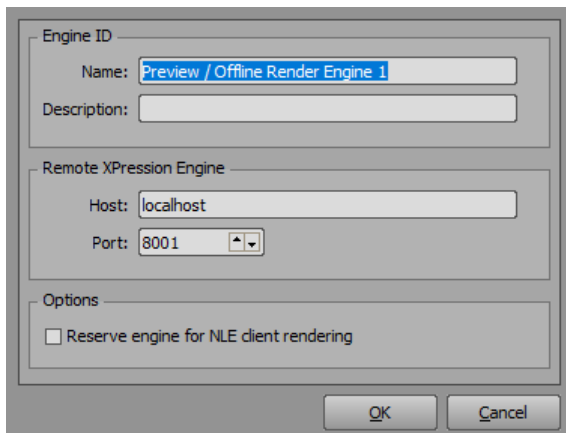 Engine ID
Name: Preview / Offline Render Engine 1
Description:
Remote XPression Engine
Host: localhost
Port: 8001
Options
Reserve engine for NLE client rendering
OK Cancel